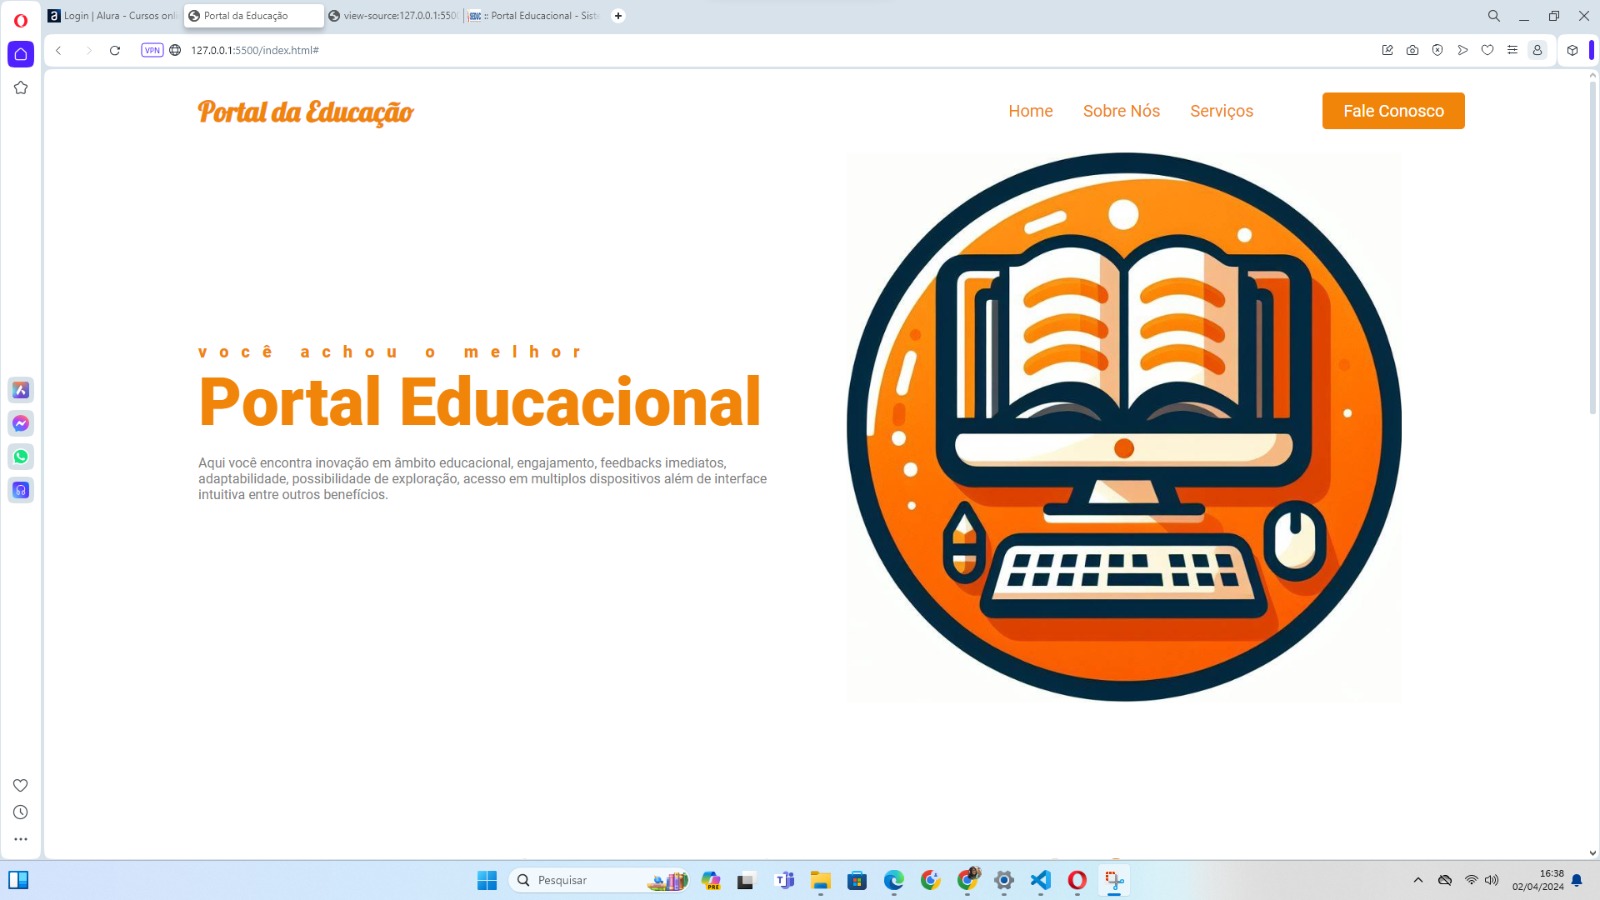 Login | Alura - Cursos onl
Portal da Educação
view-source:127.0.0.1:550
:: Portal Educacional - Sist
VPN
127.0.0.1:5500/index.html#
Portal da Educação
Home
Sobre Nós
Serviços
Fale Conosco
você achou o melhor
Portal Educacional
Aqui você encontra inovação em âmbito educacional, engajamento, feedbacks imediatos,
adaptabilidade, possibilidade de exploração, acesso em multiplos dispositivos além de interface
intuitiva entre outros benefícios.
Pesquisar
PRE
16:38
02/04/2024